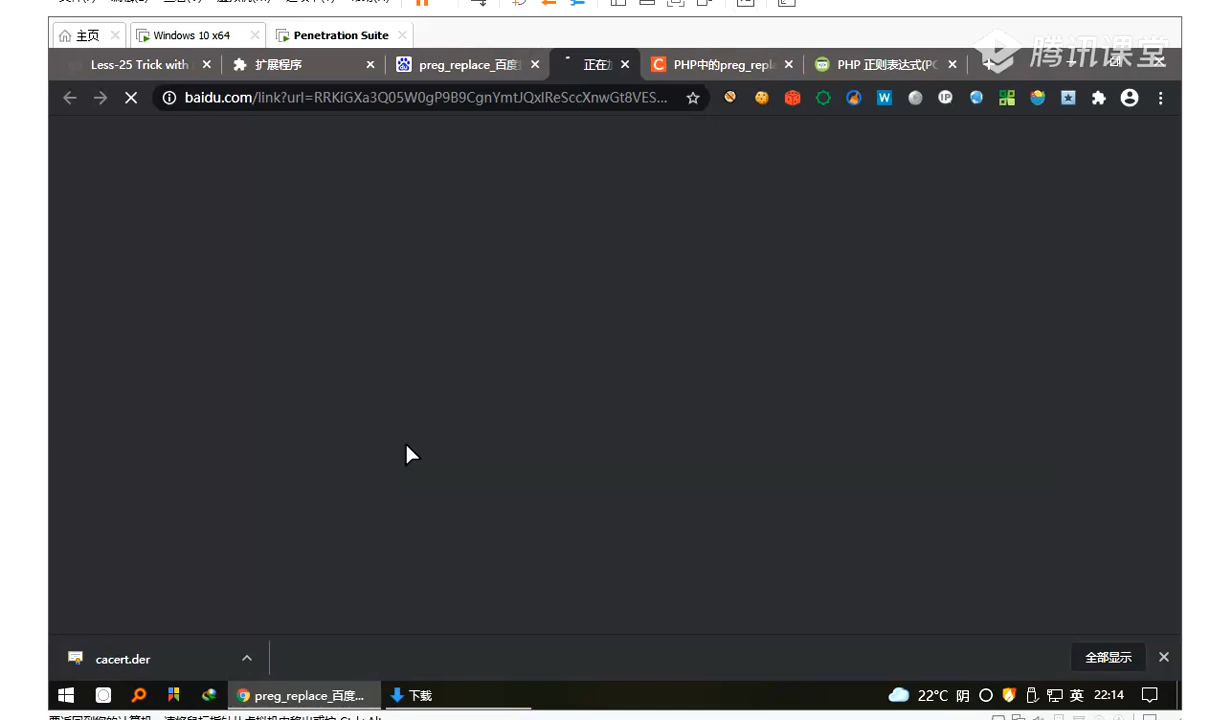 主页
Windows 10 x64
Penetration Suite
腾讯课堂
Less-25 Trick with
扩展程序
preg_replace_百度
正在
PHP中的preg_repl
PHP 正则表达式(PC
baidu.com/link?url=RRKiGXa3Q05W0gP9B9CgnYmtJQxlReSccXnwGt8VES...
cacert.der
全部显示
preg_replace_百度...
下载
22°C 阴
英
22:14